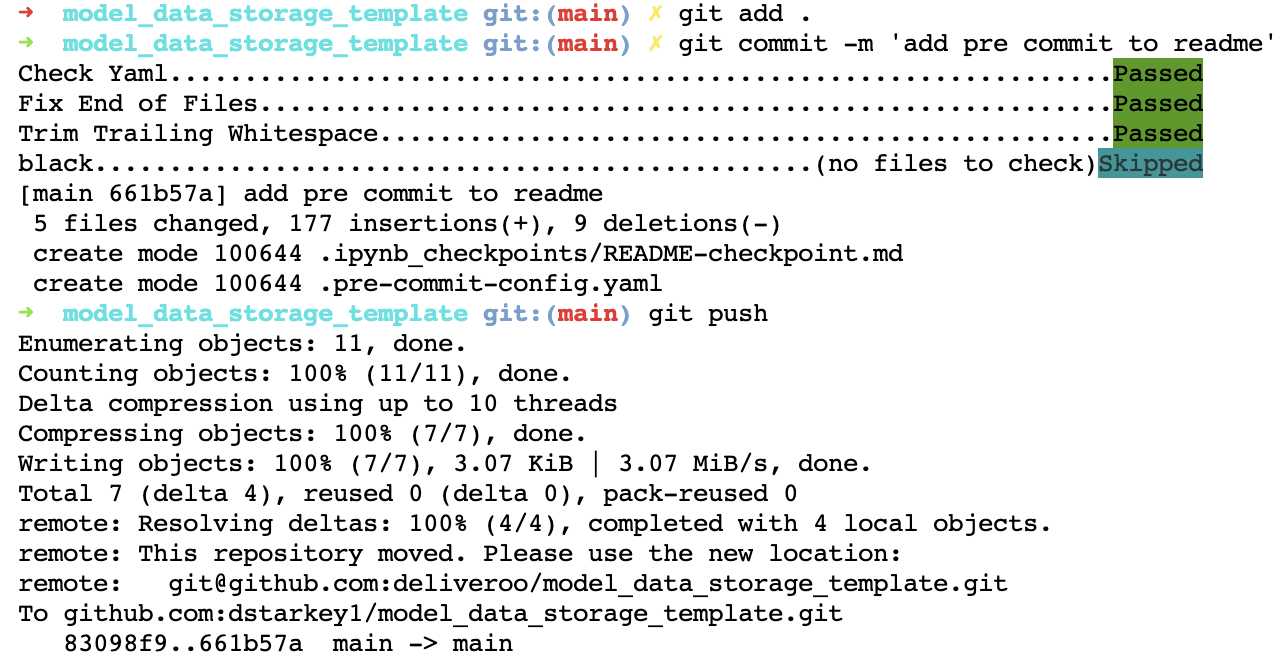 ➜  model_data_storage_template git:(main) ✗ git add .
➜  model_data_storage_template git:(main) ✗ git commit -m 'add pre commit to readme'
Check Yaml...............................................................Passed
Fix End of Files.........................................................Passed
Trim Trailing Whitespace.................................................Passed
black................................................(no files to check)Skipped
[main 661b57a] add pre commit to readme
 5 files changed, 177 insertions(+), 9 deletions(-)
 create mode 100644 .ipynb_checkpoints/README-checkpoint.md
 create mode 100644 .pre-commit-config.yaml
➜  model_data_storage_template git:(main) git push
Enumerating objects: 11, done.
Counting objects: 100% (11/11), done.
Delta compression using up to 10 threads
Compressing objects: 100% (7/7), done.
Writing objects: 100% (7/7), 3.07 KiB | 3.07 MiB/s, done.
Total 7 (delta 4), reused 0 (delta 0), pack-reused 0
remote: Resolving deltas: 100% (4/4), completed with 4 local objects.
remote: This repository moved. Please use the new location:
remote:   git@github.com:deliveroo/model_data_storage_template.git
To github.com:dstarkey1/model_data_storage_template.git
   83098f9..661b57a  main -> main